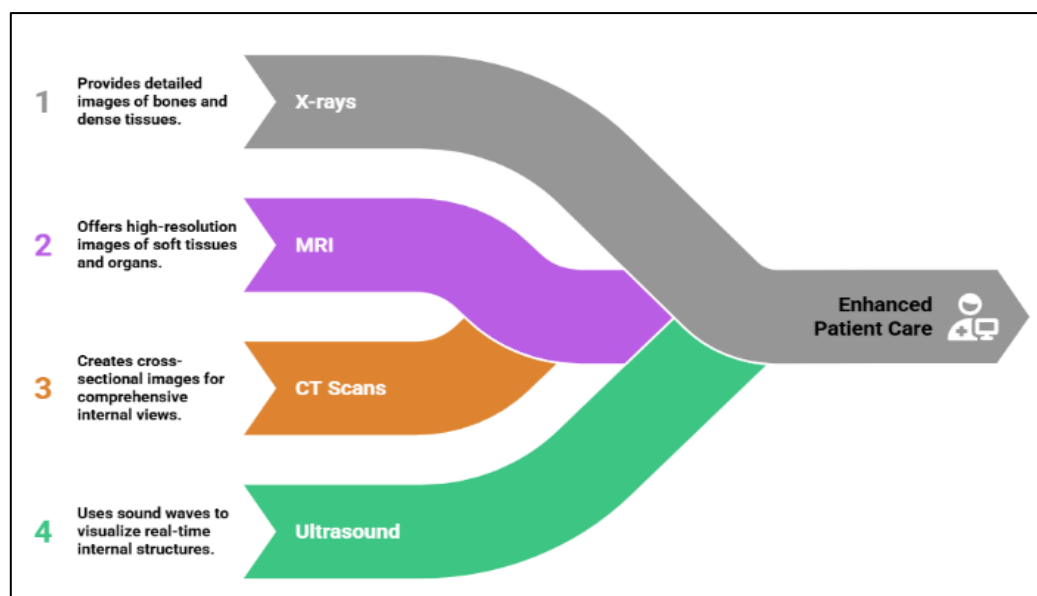 1
Provides detailed
images of bones and
dense tissues.
X-rays
2
Offers high-resolution
images of soft tissues
and organs.
MRI
3
Creates cross-
sectional images for
comprehensive
internal views.
CT Scans
4
Uses sound waves to
visualize real-time
internal structures.
Ultrasound
Enhanced
Patient Care